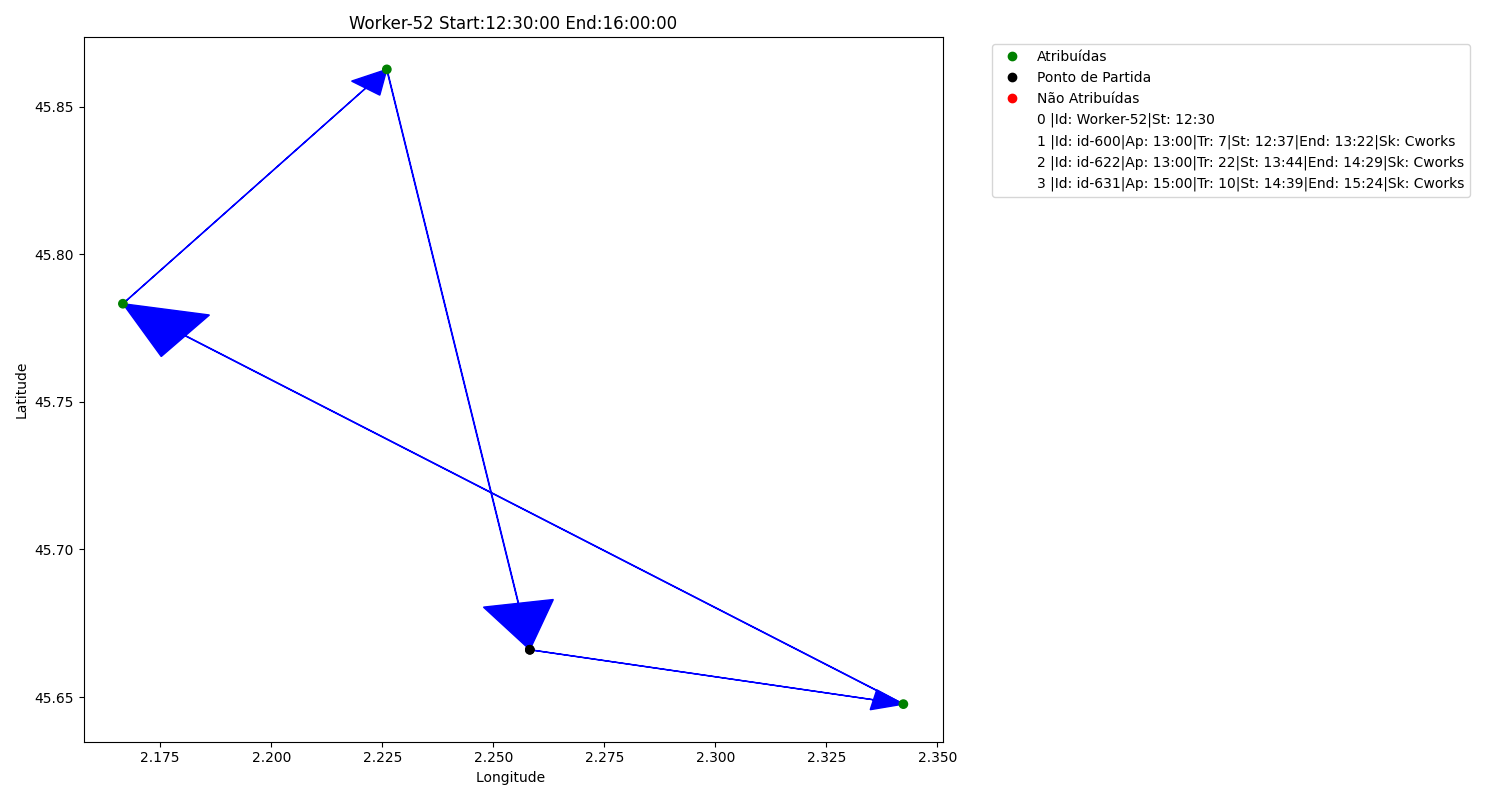 Worker-52 Start:12:30:00 End:16:00:00
Atribuídas
Ponto de Partida
Não Atribuídas
0 |Id: Worker-52|St: 12:30
1 |Id: id-600|Ap: 13:00|Tr: 7|St: 12:37|End: 13:22|Sk: Cworks
2 |Id: id-622|Ap: 13:00|Tr: 22|St: 13:44|End: 14:29|Sk: Cworks
3 |Id: id-631|Ap: 15:00|Tr: 10|St: 14:39|End: 15:24|Sk: Cworks
45.85
45.80
45.75
45.70
45.65
Latitude
2.175 2.200 2.225 2.250 2.275 2.300 2.325 2.350
Longitude